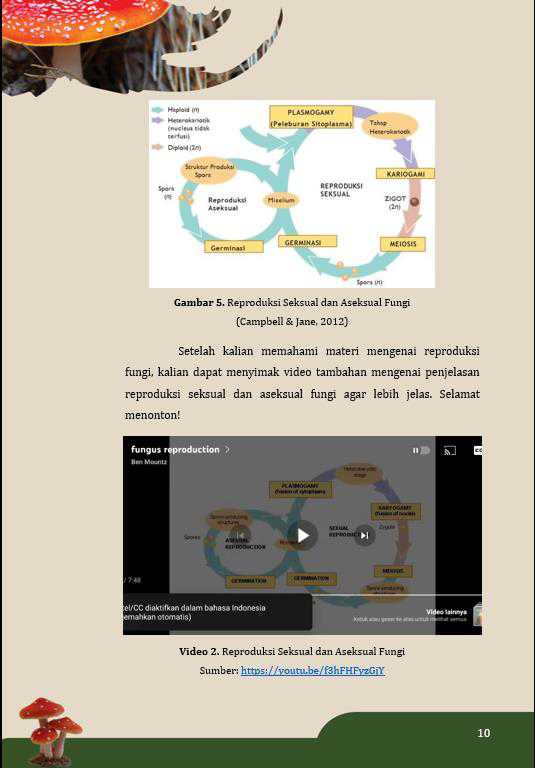 Haploid (n)
Heterokariotik
(nucleus tidak
terfusi)
Diploid (2n)
PLASMOGAMY
(Peleburan Sitoplasma)
Tahap
Heterokariotik
Struktur Produksi
Spora
KARIOGAMI
Spora
(n)
Reproduksi
Aseksual
Miselium
REPRODUKSI
SEKSUAL
ZIGOT
(2n)
Germinasi
GERMINASI
MEIOSIS
Spora (n)
Gambar 5. Reproduksi Seksual dan Aseksual Fungi
(Campbell & Jane, 2012)
Setelah kalian memahami materi mengenai reproduksi
fungi, kalian dapat menyimak video tambahan mengenai penjelasan
reproduksi seksual dan aseksual fungi agar lebih jelas. Selamat
menonton!
fungus reproduction
Ben Mountz
Heterokaryotic
stage
PLASMOGAMY
(fusion of cytoplasm)
KARYOGAMY
(fusion of nuclei)
Spore-producing
structures
Spores
ASEXUAL
REPRODUCTION
SEXUAL
REPRODUCTION
Zygote
MEIOSIS
GERMINATION
GERMINATION
Spore-producing
structures
/ 7:48
tel/CC diaktifkan dalam bahasa Indonesia
emahkan otomatis)
Video lainnya
Ketuk atau geser ke atas untuk melihat semua
Video 2. Reproduksi Seksual dan Aseksual Fungi
Sumber: https://youtu.be/f3hFHFyzGjY
10